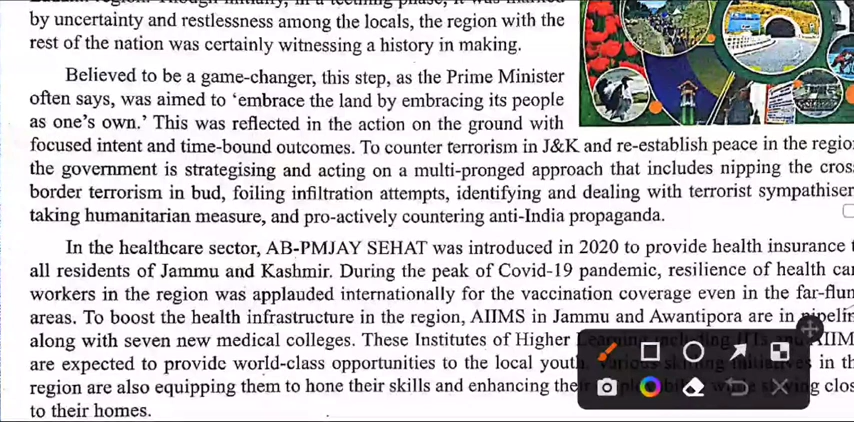 by uncertainty and restlessness among the locals, the region with the
rest of the nation was certainly witnessing a history in making.
Believed to be a game-changer, this step, as the Prime Minister
often says, was aimed to ‘embrace the land by embracing its people
as one’s own.’ This was reflected in the action on the ground with
focused intent and time-bound outcomes. To counter terrorism in J&K and re-establish peace in the regio
the government is strategising and acting on a multi-pronged approach that includes nipping the cros
border terrorism in bud, foiling infiltration attempts, identifying and dealing with terrorist sympathiser
taking humanitarian measure, and pro-actively countering anti-India propaganda.
In the healthcare sector, AB-PMJAY SEHAT was introduced in 2020 to provide health insurance
all residents of Jammu and Kashmir. During the peak of Covid-19 pandemic, resilience of health
workers in the region was applauded internationally for the vaccination coverage even in the far-flun
areas. To boost the health infrastructure in the region, AIIMS in Jammu and Awantipora are in
along with seven new medical colleges. These Institutes of Higher
are expected to provide world-class opportunities to the local youth in
region are also equipping them to hone their skills and enhancing clos
to their homes.